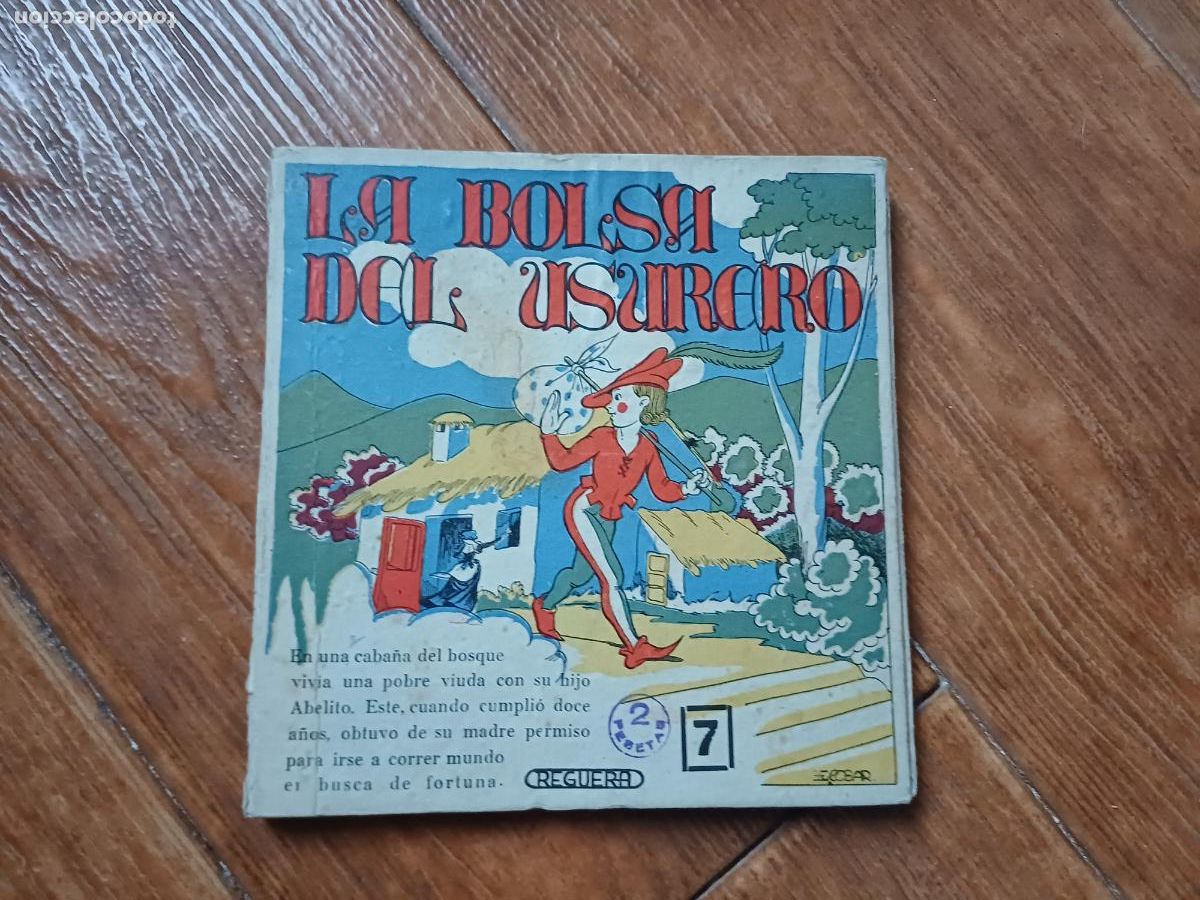 todocoleccion
LA BOLSA
DEL USURERO
En una cabaña del bosque
vivia una pobre viuda con su hijo
Abelito. Este, cuando cumplió doce
años, obtuvo de su madre permiso
para irse a correr mundo
en busca de fortuna.
REGUERA
2
PESETAS
7
ESCOBAR